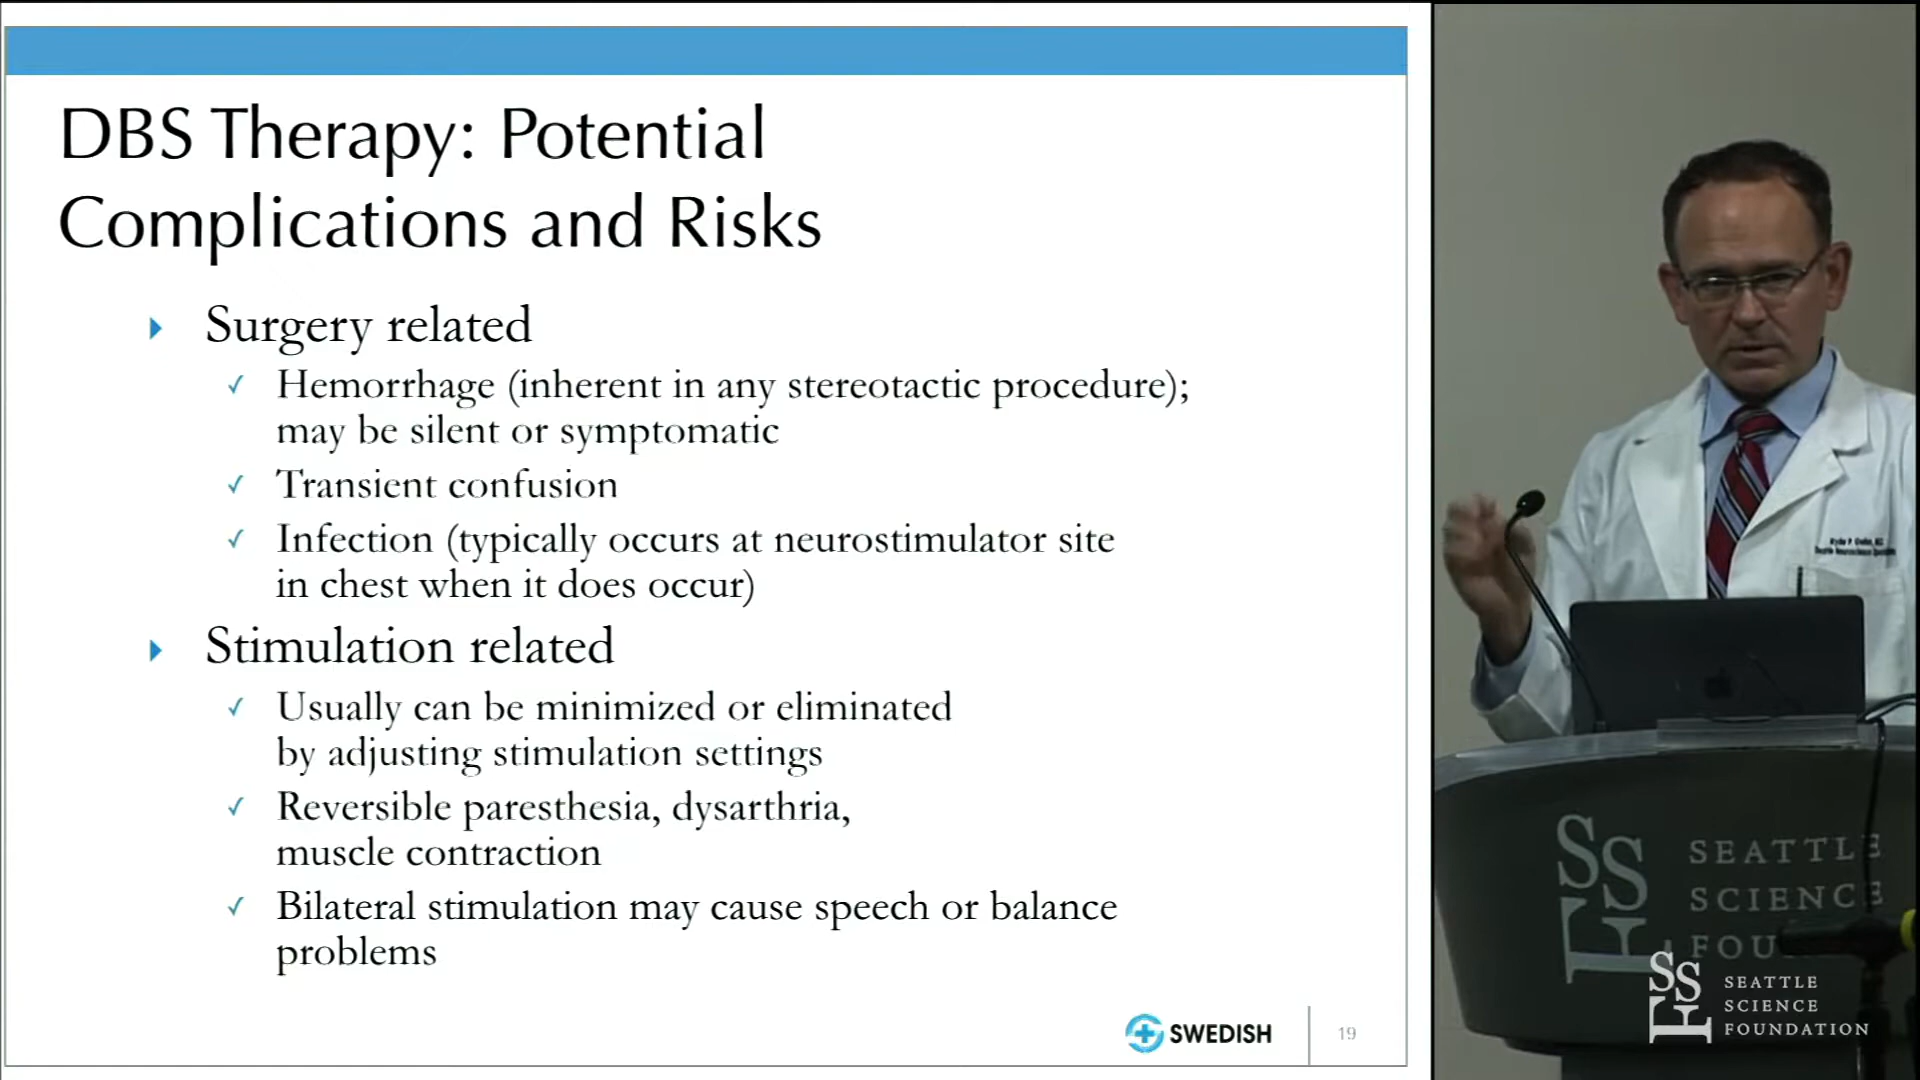 DBS Therapy: Potential
Complications and Risks
Surgery related
Hemorrhage (inherent in any stereotactic procedure);
may be silent or symptomatic
Transient confusion
Infection (typically occurs at neurostimulator site
in chest when it does occur)
Stimulation related
Usually can be minimized or eliminated
by adjusting stimulation settings
Reversible paresthesia, dysarthria,
muscle contraction
Bilateral stimulation may cause speech or balance
problems
SWEDISH
19
SEATTLE
SCIENCE
FOU
SEATTLE
SCIENCE
FOUNDATION